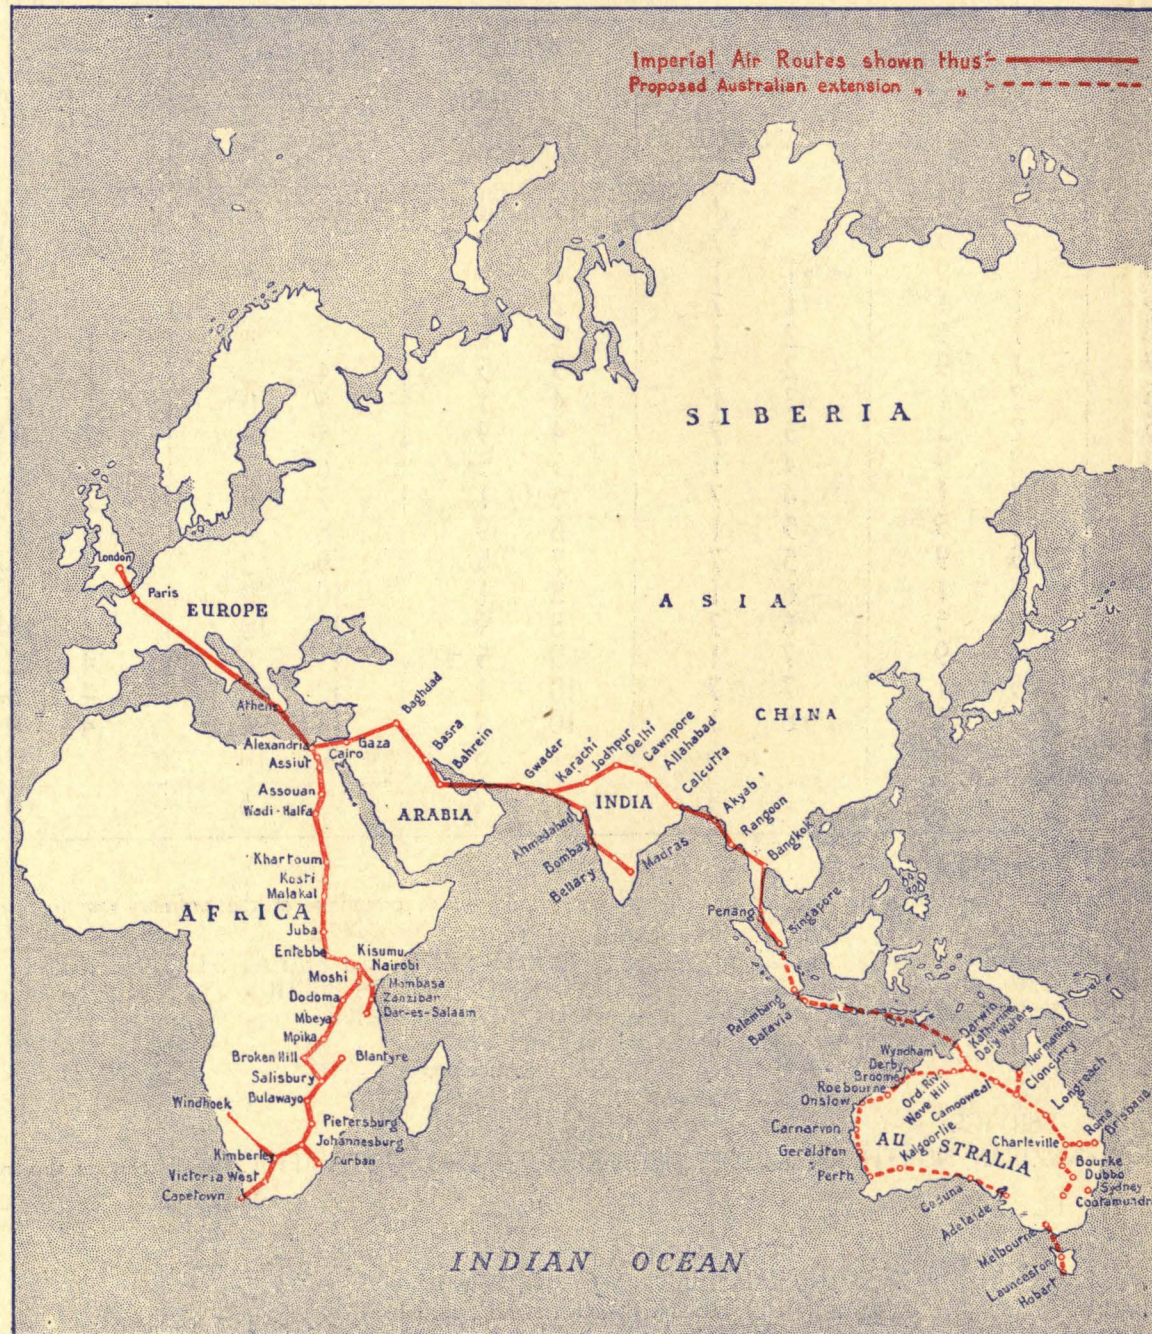 Imperial Air Routes shown thus:-
Proposed Australian extension „ „ :-
SIBERIA
London
Paris
EUROPE
ASIA
Athens
Baghdad
CHINA
Alexandria
Cairo
Gaza
Basra
Bahrein
Gwader
Karachi
Jodhpur
Delhi
Cawnpore
Allahabad
Calcutta
Assiut
Assouan
Wadi-Halfa
ARABIA
INDIA
Akyab
Rangoon
Bangkok
Ahmedabad
Bombay
Bellary
Madras
Khartoum
Kosti
Malakal
AFRICA
Penang
Singapore
Juba
Entebbe
Kisumu
Nairobi
Moshi
Mombasa
Dodoma
Zanzibar
Dar-es-Salaam
Mbeya
Mpika
Palembang
Batavia
Broken Hill
Blantyre
Salisbury
Bulawayo
Windhoek
Pietersburg
Johannesburg
Kimberley
Durban
Victoria West
Capetown
Darwin
Katherine
Daly Waters
Normanton
Cloncurry
Longreach
Wyndham
Derby
Broome
Roebourne
Onslow
Ord. Riv.
Wave Hill
Camooweal
Roma
Brisbane
Carnarvon
Geraldton
AUSTRALIA
Kalgoorlie
Charleville
Perth
Bourke
Dubbo
Sydney
Cootamundra
Ceduna
Adelaide
Melbourne
Launceston
Hobart
INDIAN OCEAN